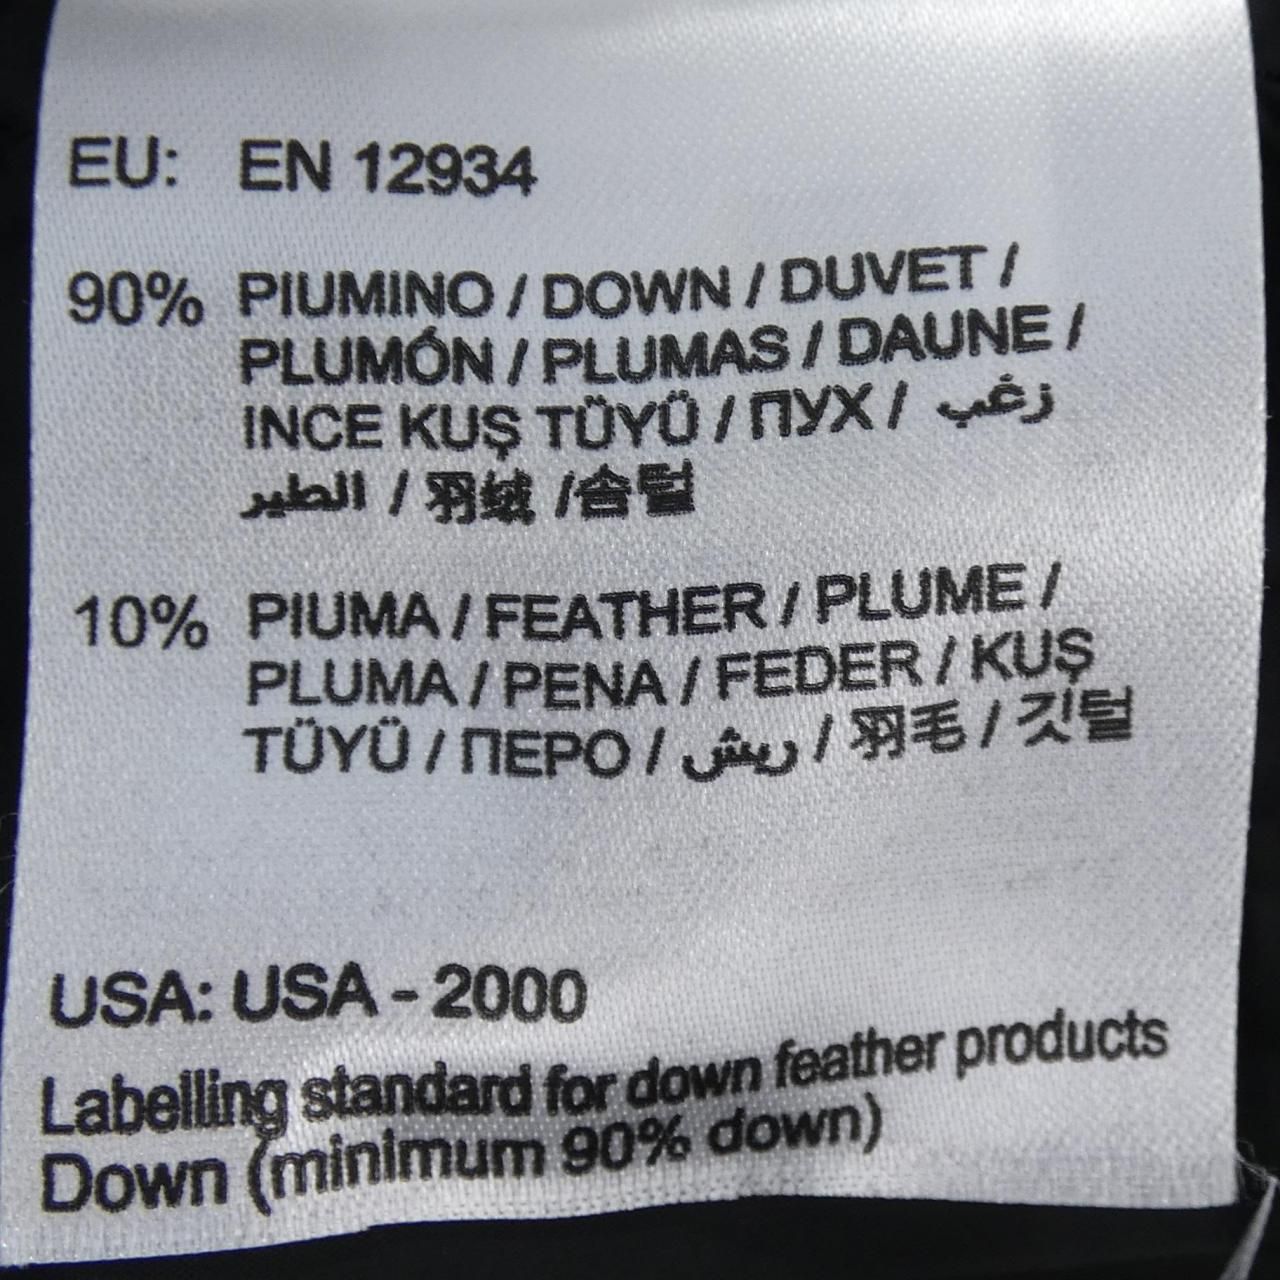 EU: EN 12934
90% PIUMINO / DOWN / DUVET /
PLUMÓN / PLUMAS / DAUNE /
INCE KUŞ TÜYÜ / ПУХ / زغب
الطير / 羽绒 /솜털
10% PIUMA / FEATHER / PLUME /
PLUMA / PENA / FEDER / KUŞ
TÜYÜ / ПЕРО / ريش / 羽毛 / 깃털
USA: USA - 2000
Labelling standard for down feather products
Down (minimum 90% down)